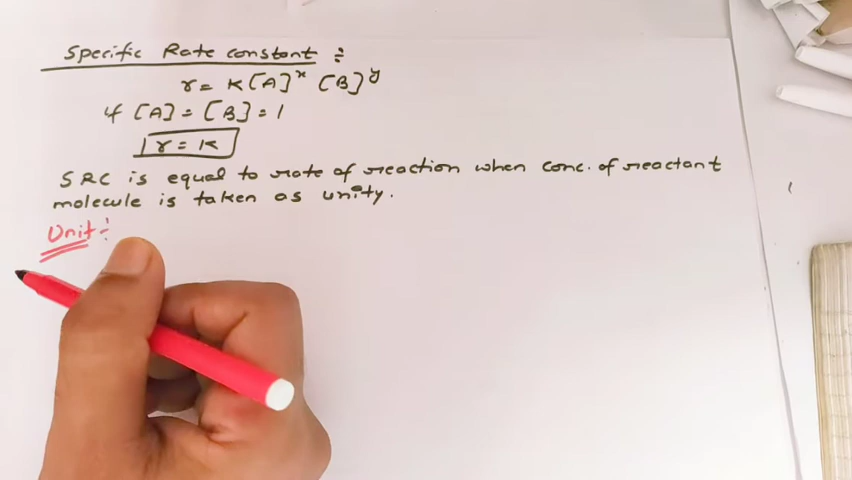 Specific Rate constant :
r = K[A]^x [B]^y
if [A] = [B] = 1
r = K
SRC is equal to rate of reaction when conc. of reactant
molecule is taken as unity.
Unit :